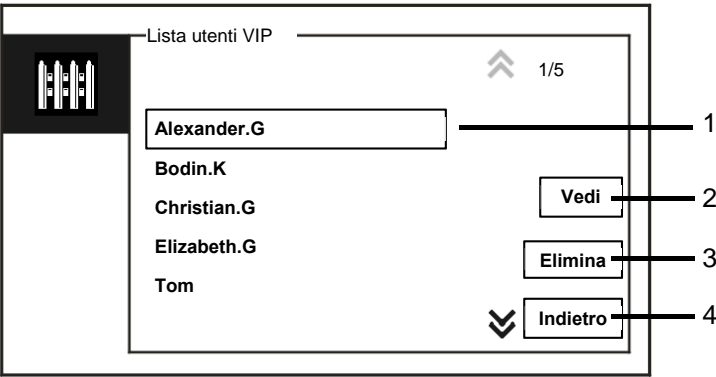 Lista utenti VIP
1/5
Alexander.G
1
Bodin.K
Vedi
2
Christian.G
Elizabeth.G
Elimina
3
Tom
Indietro
4